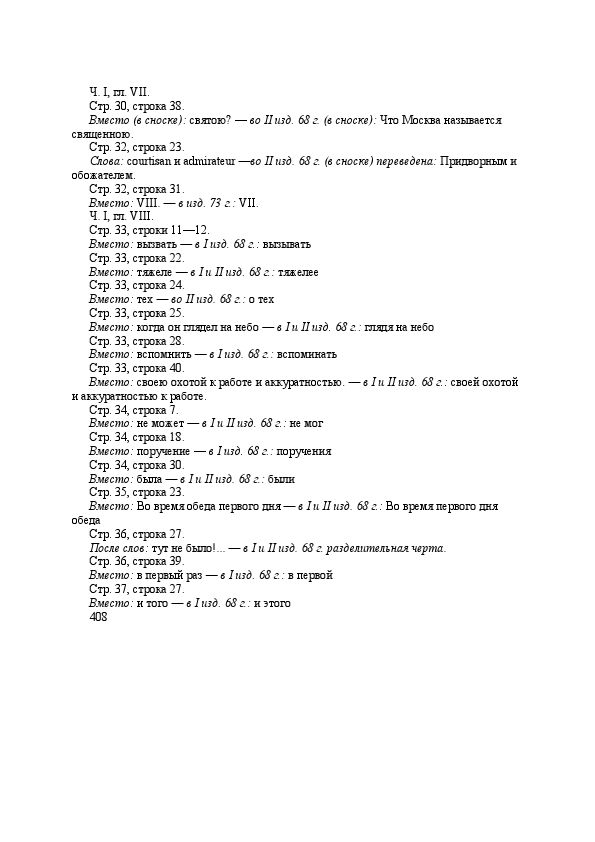 Ч. I, гл. VII.
Стр. 30, строка 38.
Вместо (в сноске): святою? — во II изд. 68 г. (в сноске): Что Москва называется
священною.
Стр. 32, строка 23.
Слова: courtisan и admirateur —во II изд. 68 г. (в сноске) переведена: Придворным и
обожателем.
Стр. 32, строка 31.
Вместо: VIII. — в изд. 73 г.: VII.
Ч. I, гл. VIII.
Стр. 33, строки 11—12.
Вместо: вызвать — в I изд. 68 г.: вызывать
Стр. 33, строка 22.
Вместо: тяжеле — в I и II изд. 68 г.: тяжелее
Стр. 33, строка 24.
Вместо: тех — во II изд. 68 г.: о тех
Стр. 33, строка 25.
Вместо: когда он глядел на небо — в I и II изд. 68 г.: глядя на небо
Стр. 33, строка 28.
Вместо: вспомнить — в I изд. 68 г.: вспоминать
Стр. 33, строка 40.
Вместо: своею охотой к работе и аккуратностью. — в I и II изд. 68 г.: своей охотой
и аккуратностью к работе.
Стр. 34, строка 7.
Вместо: не может — в I и II изд. 68 г.: не мог
Стр. 34, строка 18.
Вместо: поручение — в I изд. 68 г.: поручения
Стр. 34, строка 30.
Вместо: была — в I и II изд. 68 г.: были
Стр. 35, строка 23.
Вместо: Во время обеда первого дня — в I и II изд. 68 г.: Во время первого дня
обеда
Стр. 36, строка 27.
После слов: тут не было!... — в I и II изд. 68 г. разделительная черта.
Стр. 36, строка 39.
Вместо: в первый раз — в I изд. 68 г.: в первой
Стр. 37, строка 27.
Вместо: и того — в I изд. 68 г.: и этого
408